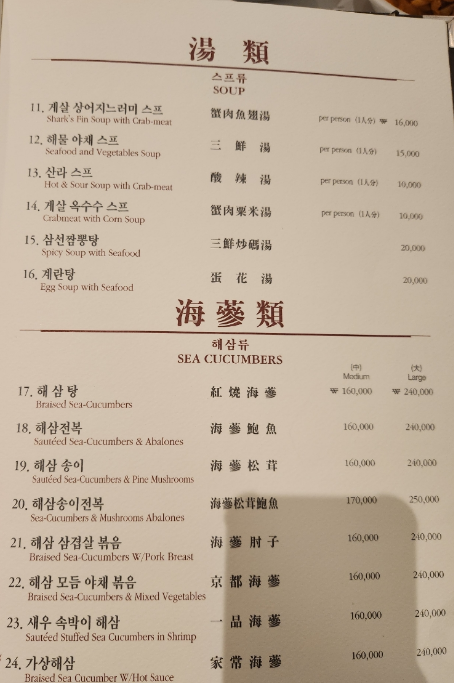 湯 類
스프류
SOUP
11. 게살 상어지느러미 스프 蟹肉魚翅湯 per person (1人分) ₩ 16,000
Shark's Fin Soup with Crab-meat
12. 해물 야채 스프 三鮮湯 per person (1人分) 15,000
Seafood and Vegetables Soup
13. 산라 스프 酸辣湯 per person (1人分) 10,000
Hot & Sour Soup with Crab-meat
14. 게살 옥수수 스프 蟹肉粟米湯 per person (1人分) 10,000
Crabmeat with Corn Soup
15. 삼선짬뽕탕 三鮮炒碼湯 20,000
Spicy Soup with Seafood
16. 계란탕 蛋花湯 20,000
Egg Soup with Seafood
海蔘類
해삼류
SEA CUCUMBERS
(中) (大)
Medium Large
17. 해삼탕 紅燒海蔘 ₩ 160,000 ₩ 240,000
Braised Sea-Cucumbers
18. 해삼전복 海蔘鮑魚 160,000 240,000
Sautéed Sea-Cucumbers & Abalones
19. 해삼 송이 海蔘松茸 160,000 240,000
Sautéed Sea-Cucumbers & Pine Mushrooms
20. 해삼송이전복 海蔘松茸鮑魚 170,000 250,000
Sea-Cucumbers & Mushrooms Abalones
21. 해삼 삼겹살 볶음 海蔘肘子 160,000 240,000
Braised Sea-Cucumbers W/Pork Breast
22. 해삼 모듬 야채 볶음 京都海蔘 160,000 240,000
Braised Sea-Cucumbers & Mixed Vegetables
23. 새우 속박이 해삼 一品海蔘 160,000 240,000
Sautéed Stuffed Sea Cucumbers in Shrimp
24. 가상해삼 家常海蔘 160,000 240,000
Braised Sea Cucumber W/Hot Sauce